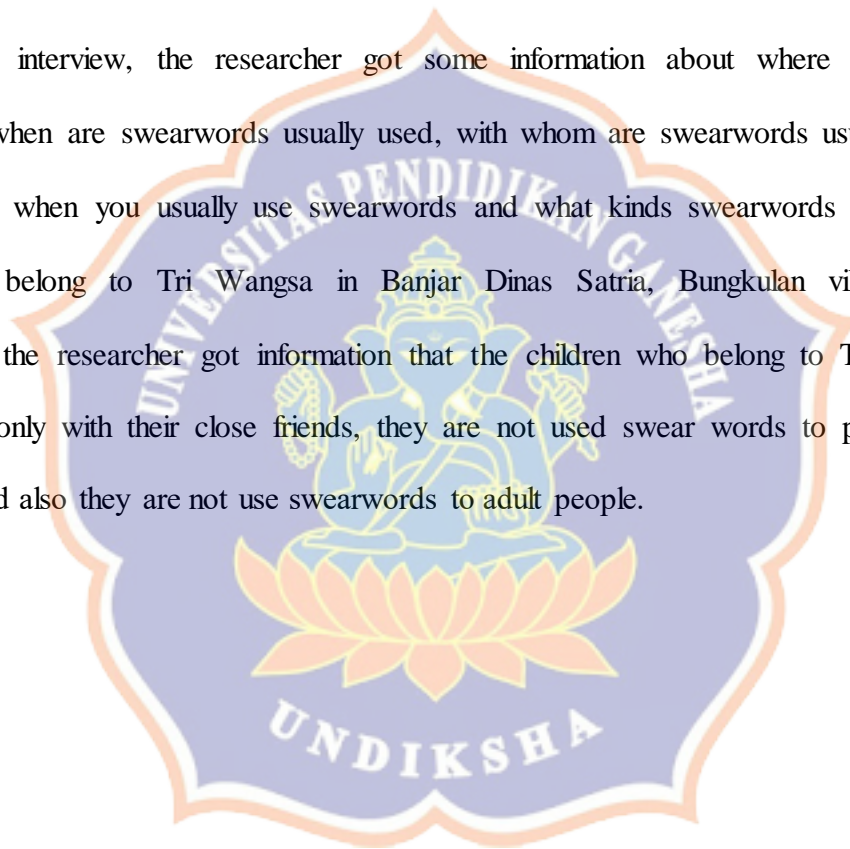 interview, the researcher got some information about where
when are swearwords usually used, with whom are swearwords
when you usually use swearwords and what kinds swearwords
belong to Tri Wangsa in Banjar Dinas Satria, Bungkulan
the researcher got information that the children who belong to
only with their close friends, they are not used swear words to
also they are not use swearwords to adult people.
UNIVERSITAS PENDIDIKAN GANESHA
UNDIKSHA